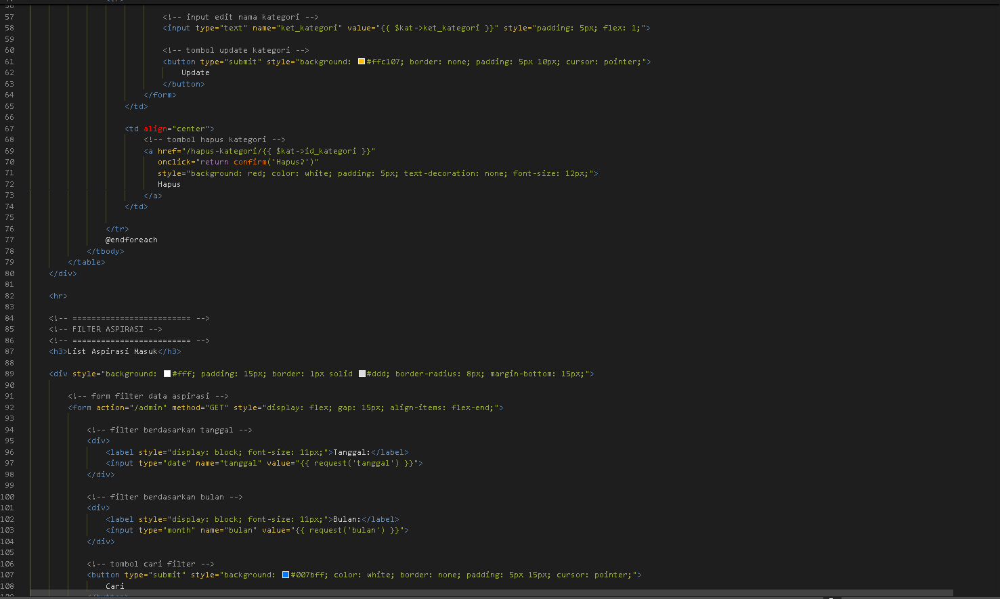 56
57 <!-- input edit nama kategori -->
58 <input type="text" name="ket_kategori" value="{{ $kat->ket_kategori }}" style="padding: 5px; flex: 1;">
59
60 <!-- tombol update kategori -->
61 <button type="submit" style="background: #ffc107; border: none; padding: 5px 10px; cursor: pointer;">
62 Update
63 </button>
64 </form>
65 </td>
66
67 <td align="center">
68 <!-- tombol hapus kategori -->
69 <a href="/hapus-kategori/{{ $kat->id_kategori }}"
70 onclick="return confirm('Hapus?')"
71 style="background: red; color: white; padding: 5px; text-decoration: none; font-size: 12px;">
72 Hapus
73 </a>
74 </td>
75
76 </tr>
77 @endforeach
78 </tbody>
79 </table>
80 </div>
81
82 <hr>
83
84 <!-- ========================= -->
85 <!-- FILTER ASPIRASI -->
86 <!-- ========================= -->
87 <h3>List Aspirasi Masuk</h3>
88
89 <div style="background: #fff; padding: 15px; border: 1px solid #ddd; border-radius: 8px; margin-bottom: 15px;">
90
91 <!-- form filter data aspirasi -->
92 <form action="/admin" method="GET" style="display: flex; gap: 15px; align-items: flex-end;">
93
94 <!-- filter berdasarkan tanggal -->
95 <div>
96 <label style="display: block; font-size: 11px;">Tanggal:</label>
97 <input type="date" name="tanggal" value="{{ request('tanggal') }}">
98 </div>
99
100 <!-- filter berdasarkan bulan -->
101 <div>
102 <label style="display: block; font-size: 11px;">Bulan:</label>
103 <input type="month" name="bulan" value="{{ request('bulan') }}">
104 </div>
105
106 <!-- tombol cari filter -->
107 <button type="submit" style="background: #007bff; color: white; border: none; padding: 5px 15px; cursor: pointer;">
108 Cari